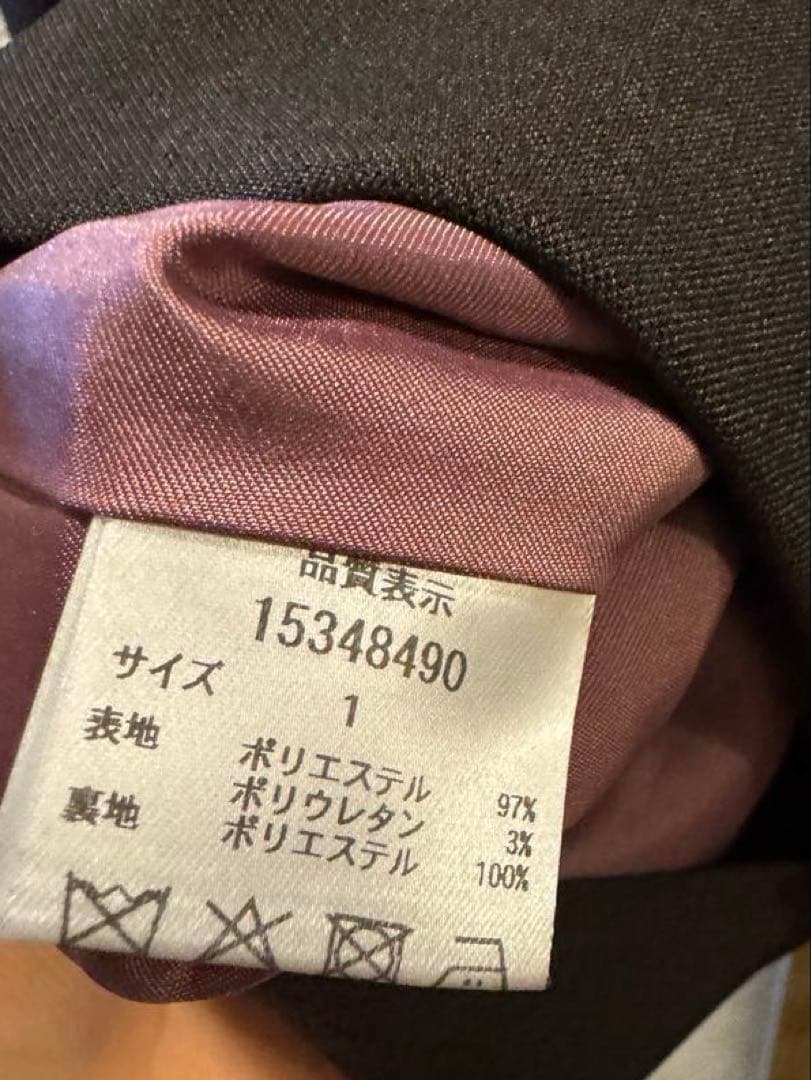 品質表示
15348490
サイズ 1
表地 ポリエステル 97%
ポリウレタン 3%
裏地 ポリエステル 100%